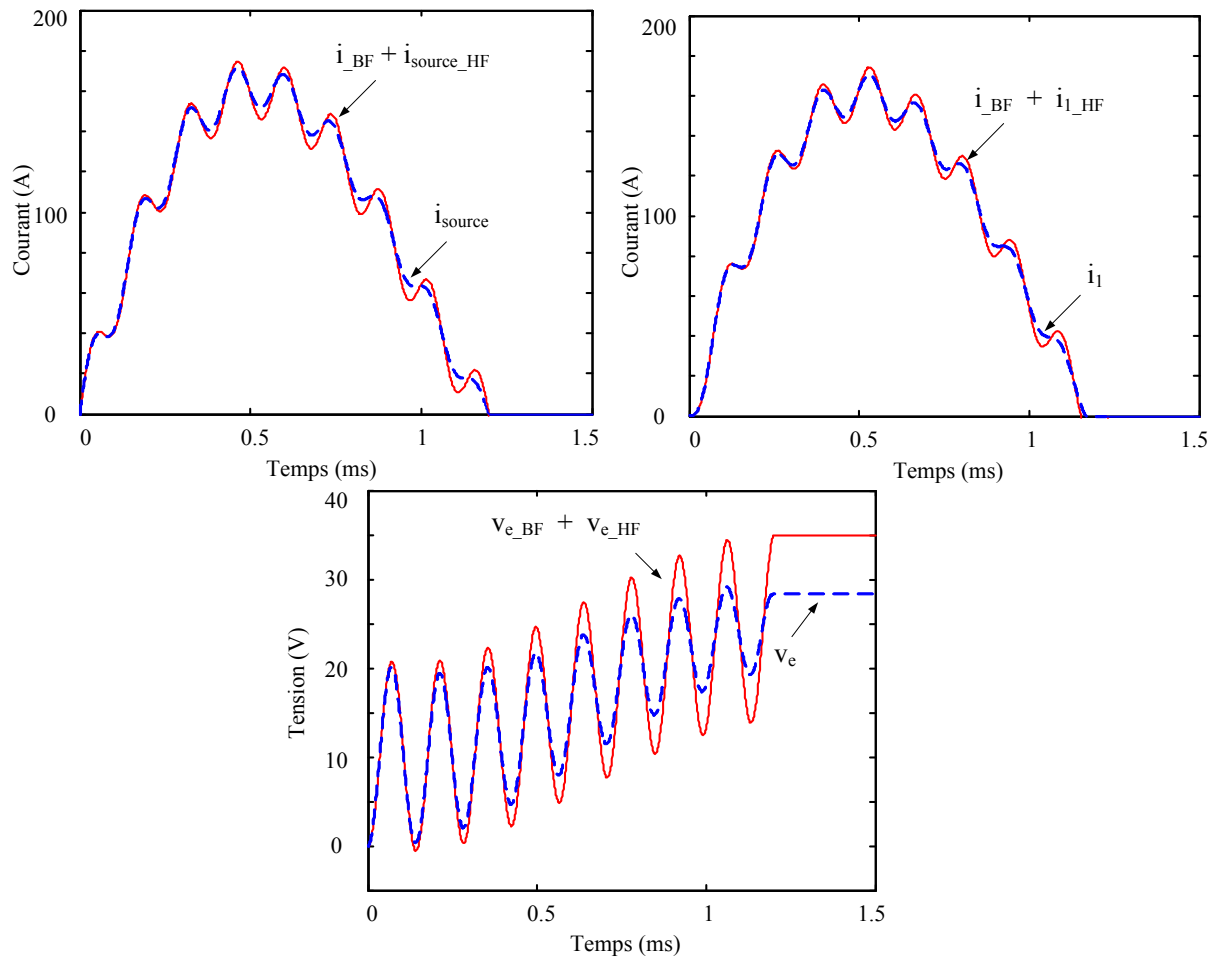 200
i_BF + i_source_HF
Courant (A)
100
i_source
0
0
0.5
1
1.5
Temps (ms)
200
i_BF + i_1_HF
Courant (A)
100
i_1
0
0
0.5
1
1.5
Temps (ms)
40
v_e_BF + v_e_HF
30
Tension (V)
20
v_e
10
0
0
0.5
1
1.5
Temps (ms)